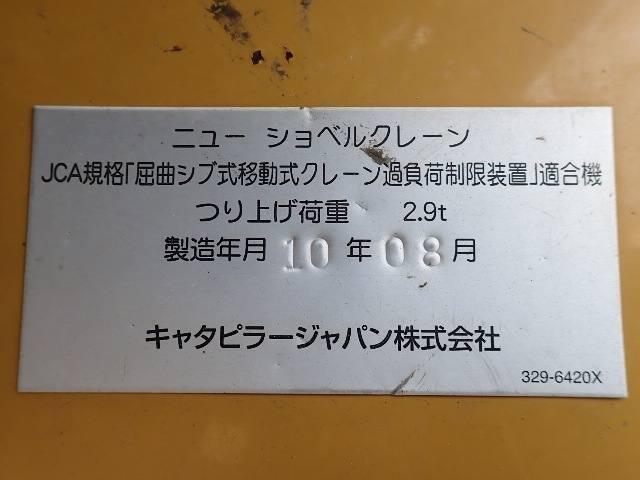 ニュー ショベルクレーン
JCA規格｢屈曲シブ式移動式クレーン過負荷制限装置｣適合機
つり上げ荷重 2.9t
製造年月 10 年 08 月
キャタピラージャパン株式会社
329-6420X